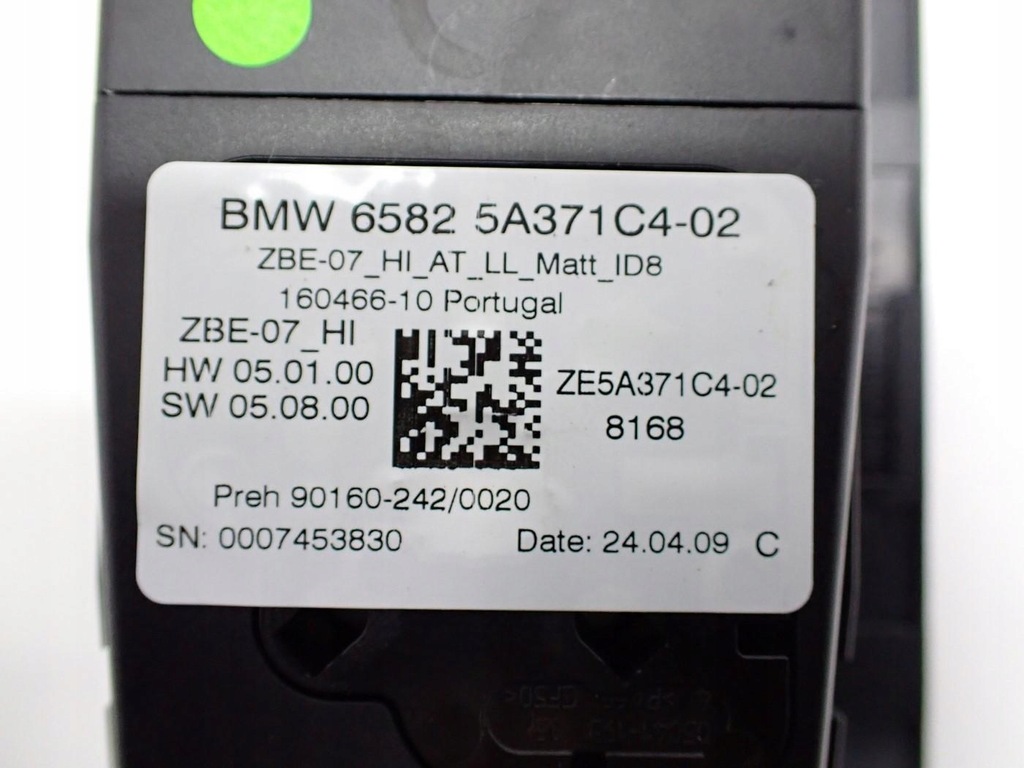 BMW 6582 5A371C4-02
ZBE-07_HI_AT_LL_Matt_ID8
160466-10 Portugal
ZBE-07_HI
HW 05.01.00
SW 05.08.00
ZE5A371C4-02
8168
Preh 90160-242/0020
SN: 0007453830
Date: 24.04.09 C